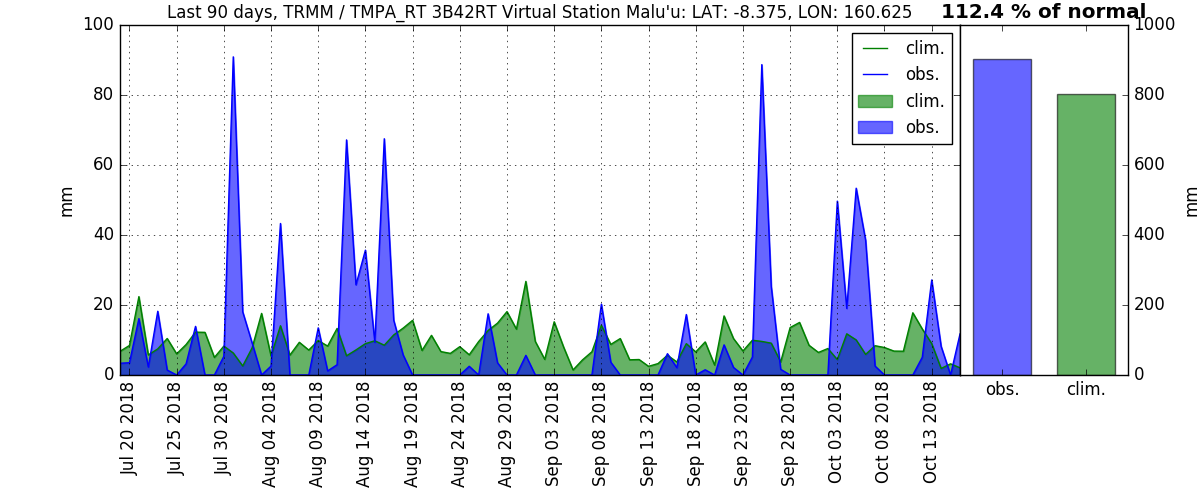 Last 90 days, TRMM / TMPA_RT 3B42RT Virtual Station Malu'u: LAT: -8.375, LON: 160.625
112.4 % of normal
100
80
60
40
20
0
mm
clim.
obs.
clim.
obs.
1000
800
600
400
200
0
mm
Jul 20 2018
Jul 25 2018
Jul 30 2018
Aug 04 2018
Aug 09 2018
Aug 14 2018
Aug 19 2018
Aug 24 2018
Aug 29 2018
Sep 03 2018
Sep 08 2018
Sep 13 2018
Sep 18 2018
Sep 23 2018
Sep 28 2018
Oct 03 2018
Oct 08 2018
Oct 13 2018
obs.
clim.